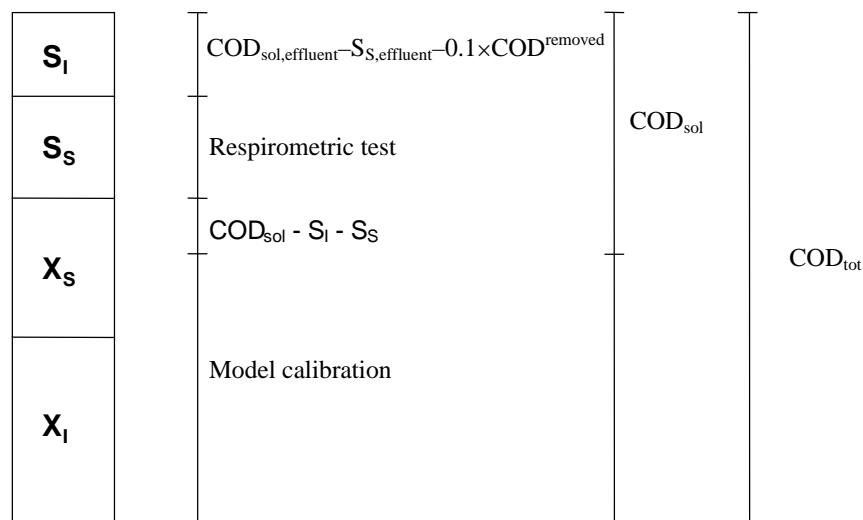 S_I
COD_sol,effluent–S_S,effluent–0.1×COD^removed
COD_sol
S_S
Respirometric test
COD_sol - S_I - S_S
X_S
COD_tot
Model calibration
X_I